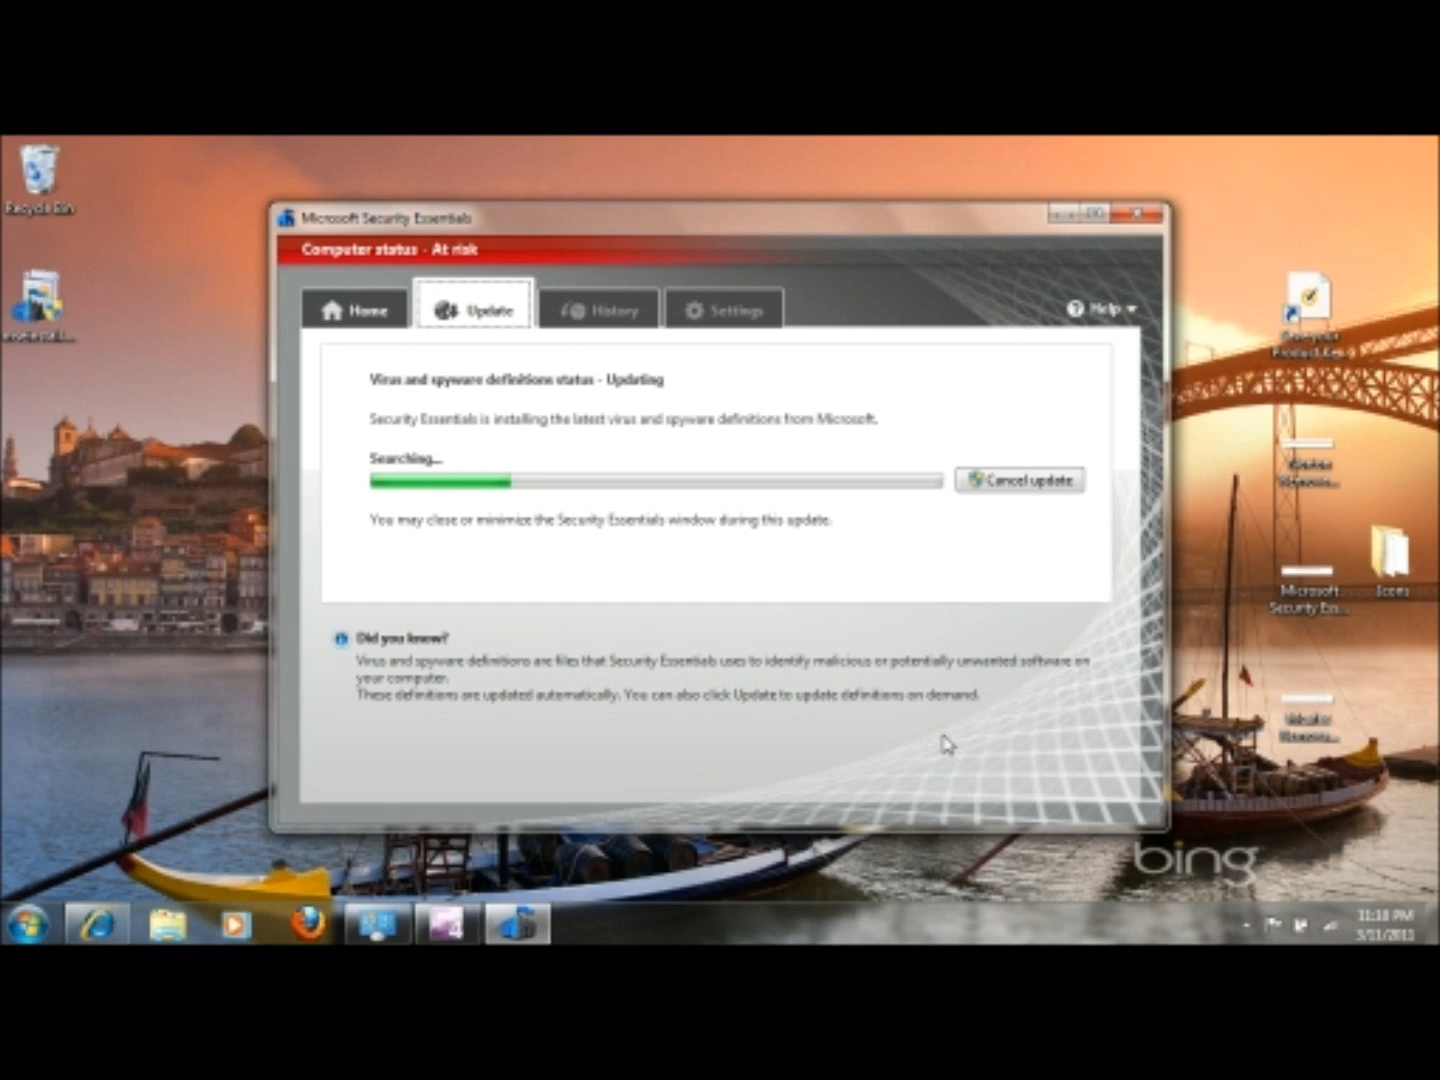 Recycle Bin
Microsoft Security Essentials
Computer status - At risk
Home
Update
History
Settings
Help
Virus and spyware definitions status - Updating
Security Essentials is installing the latest virus and spyware definitions from Microsoft.
Searching...
Cancel update
You may close or minimize the Security Essentials window during this update.
Did you know?
Virus and spyware definitions are files that Security Essentials uses to identify malicious or potentially unwanted software on
your computer.
These definitions are updated automatically. You can also click Update to update definitions on demand.
Product Key
Microsoft
Security Ess...
Icons
bing
11:18 PM
3/11/2011